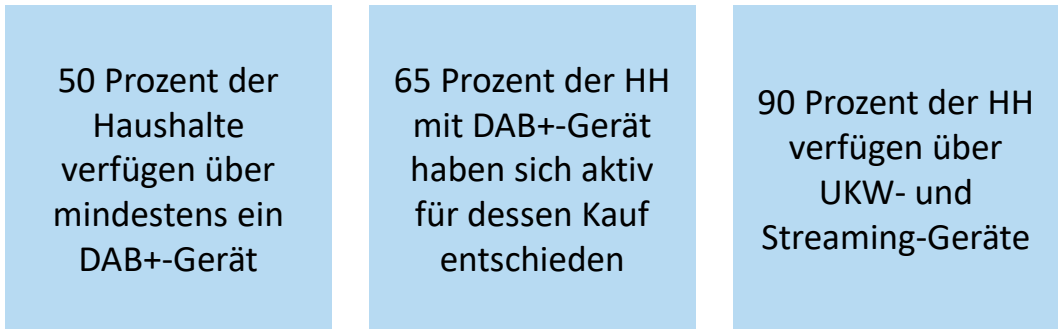 50 Prozent der
Haushalte
verfügen über
mindestens ein
DAB+-Gerät
65 Prozent der HH
mit DAB+-Gerät
haben sich aktiv
für dessen Kauf
entschieden
90 Prozent der HH
verfügen über
UKW- und
Streaming-Geräte